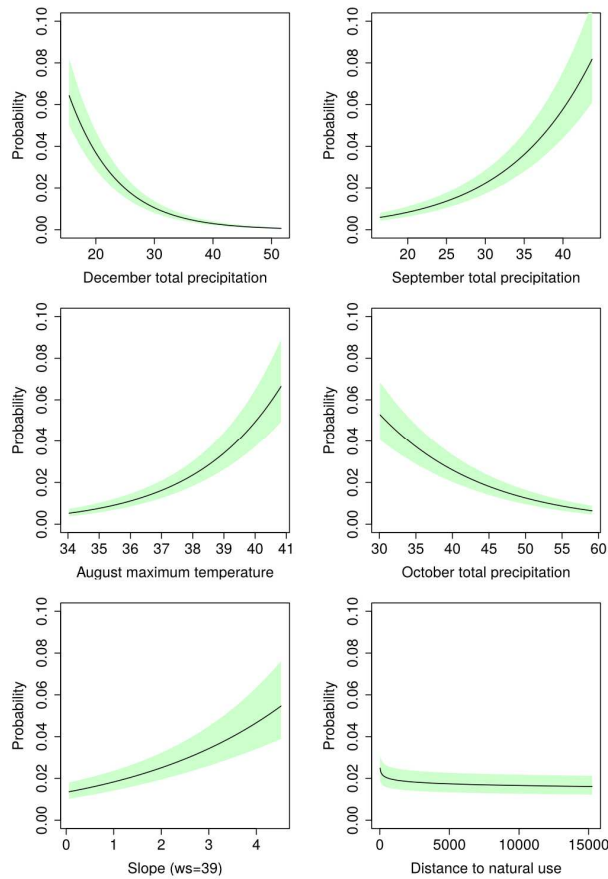 0.00 0.02 0.04 0.06 0.08 0.10
Probability
20 30 40 50
December total precipitation
0.00 0.02 0.04 0.06 0.08 0.10
Probability
20 25 30 35 40
September total precipitation
0.00 0.02 0.04 0.06 0.08 0.10
Probability
34 35 36 37 38 39 40 41
August maximum temperature
0.00 0.02 0.04 0.06 0.08 0.10
Probability
30 35 40 45 50 55 60
October total precipitation
0.00 0.02 0.04 0.06 0.08 0.10
Probability
0 1 2 3 4
Slope (ws=39)
0.00 0.02 0.04 0.06 0.08 0.10
Probability
0 5000 10000 15000
Distance to natural use